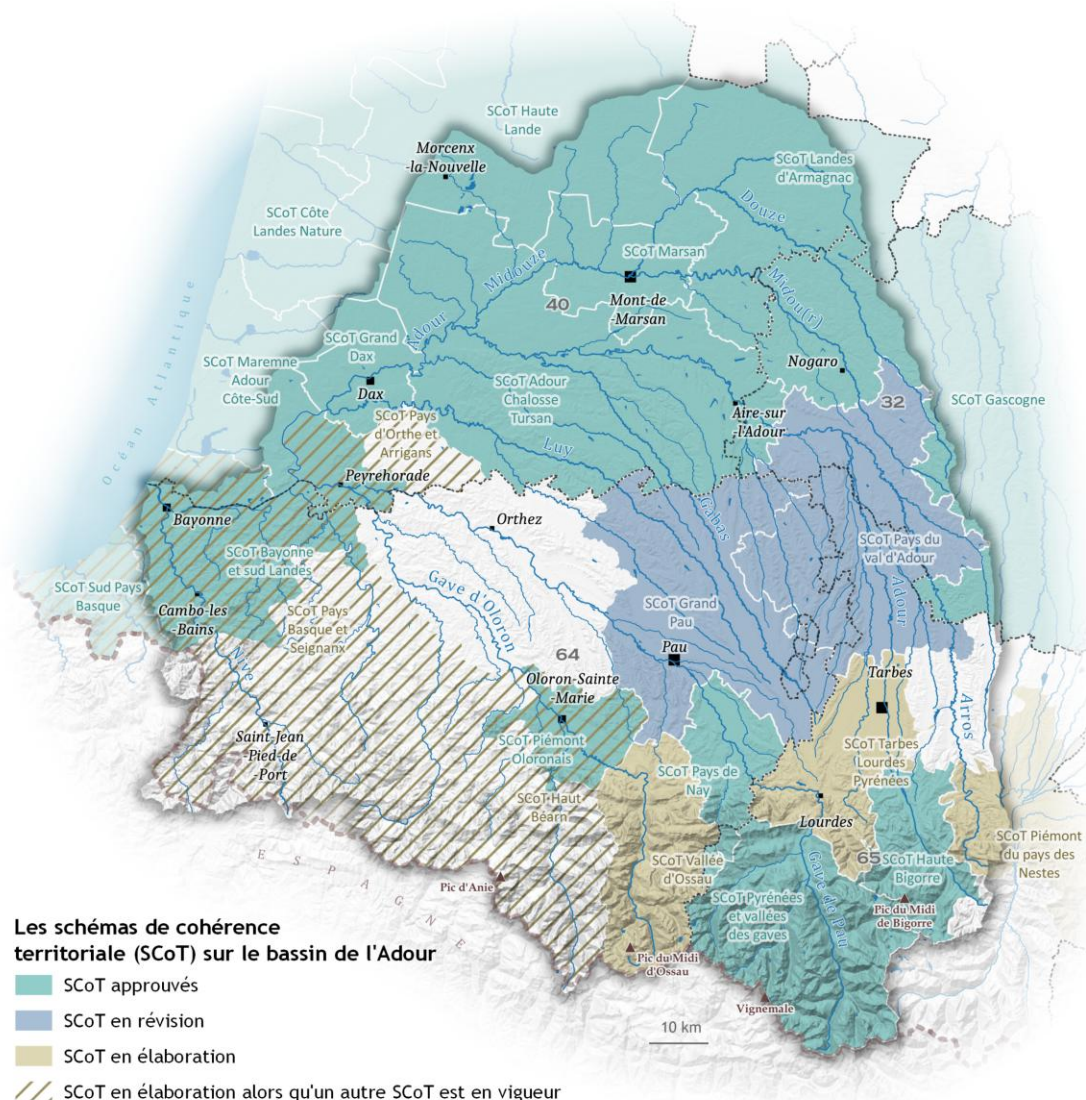 SCoT Haute
Lande
Morcenx
-la-Nouvelle
SCoT Landes
d'Armagnac
Douze
SCoT Côte
Landes Nature
SCoT Marsan
Midouze
Midou(r)
40
Mont-de
-Marsan
Océan Atlantique
Adour
SCoT Grand
Dax
SCoT Maremne
Adour
Côte-Sud
Nogaro
Dax
SCoT Adour
Chalosse
Tursan
32
SCoT Gascogne
Aire-sur
-l'Adour
SCoT Pays
d'Orthe et
Arrigans
Luy
Peyrehorade
Gabas
Bayonne
Orthez
SCoT Pays du
val d'Adour
SCoT Bayonne
et sud Landes
SCoT Sud Pays
Basque
Gave d'Oloron
Adour
Cambo-les
-Bains
SCoT Pays
Basque et
Seignanx
SCoT Grand
Pau
Pau
64
Nive
Oloron-Sainte
-Marie
Tarbes
Arros
Saint-Jean
-Pied-de
-Port
SCoT Piémont
Oloronais
SCoT Tarbes
Lourdes
Pyrénées
SCoT Pays de
Nay
SCoT Haut
Béarn
Lourdes
SCoT Piémont
du pays des
Nestes
65
SCoT Haute
Bigorre
SCoT Vallée
d'Ossau
ESPAGNE
Pic d'Anie
Gave de Pau
SCoT Pyrénées
et vallées
des gaves
Pic du Midi
de Bigorre
Pic du Midi
d'Ossau
Vignemale
10 km
Les schémas de cohérence
territoriale (SCoT) sur le bassin de l'Adour
SCoT approuvés
SCoT en révision
SCoT en élaboration
SCoT en élaboration alors qu'un autre SCoT est en vigueur